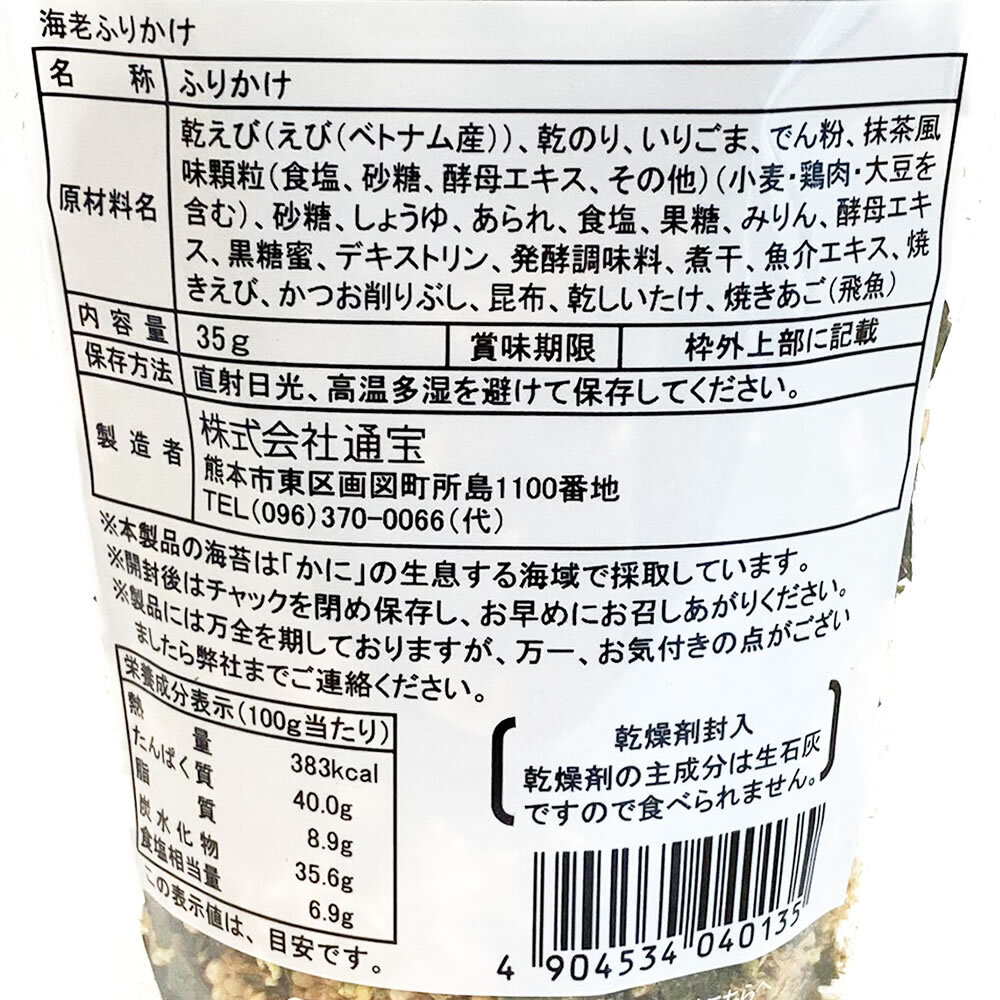 海老ふりかけ
名 称 ふりかけ
原材料名 乾えび(えび(ベトナム産))、乾のり、いりごま、でん粉、抹茶風
味顆粒(食塩、砂糖、酵母エキス、その他)(小麦・鶏肉・大豆を
含む)、砂糖、しょうゆ、あられ、食塩、果糖、みりん、酵母エキ
ス、黒糖蜜、デキストリン、発酵調味料、煮干、魚介エキス、焼
きえび、かつお削りぶし、昆布、乾しいたけ、焼きあご(飛魚)
内容量 35g 賞味期限 枠外上部に記載
保存方法 直射日光、高温多湿を避けて保存してください。
製造者 株式会社通宝
熊本市東区画図町所島1100番地
TEL(096)370-0066(代)
※本製品の海苔は「かに」の生息する海域で採取しています。
※開封後はチャックを閉め保存し、お早めにお召しあがりください。
※製品には万全を期しておりますが、万一、お気付きの点がござい
ましたら弊社までご連絡ください。
栄養成分表示(100g当たり)
熱 量 383kcal
たんぱく質 40.0g
脂 質 8.9g
炭水化物 35.6g
食塩相当量 6.9g
この表示値は、目安です。
乾燥剤封入
乾燥剤の主成分は生石灰
ですので食べられません。
4 904534 040135